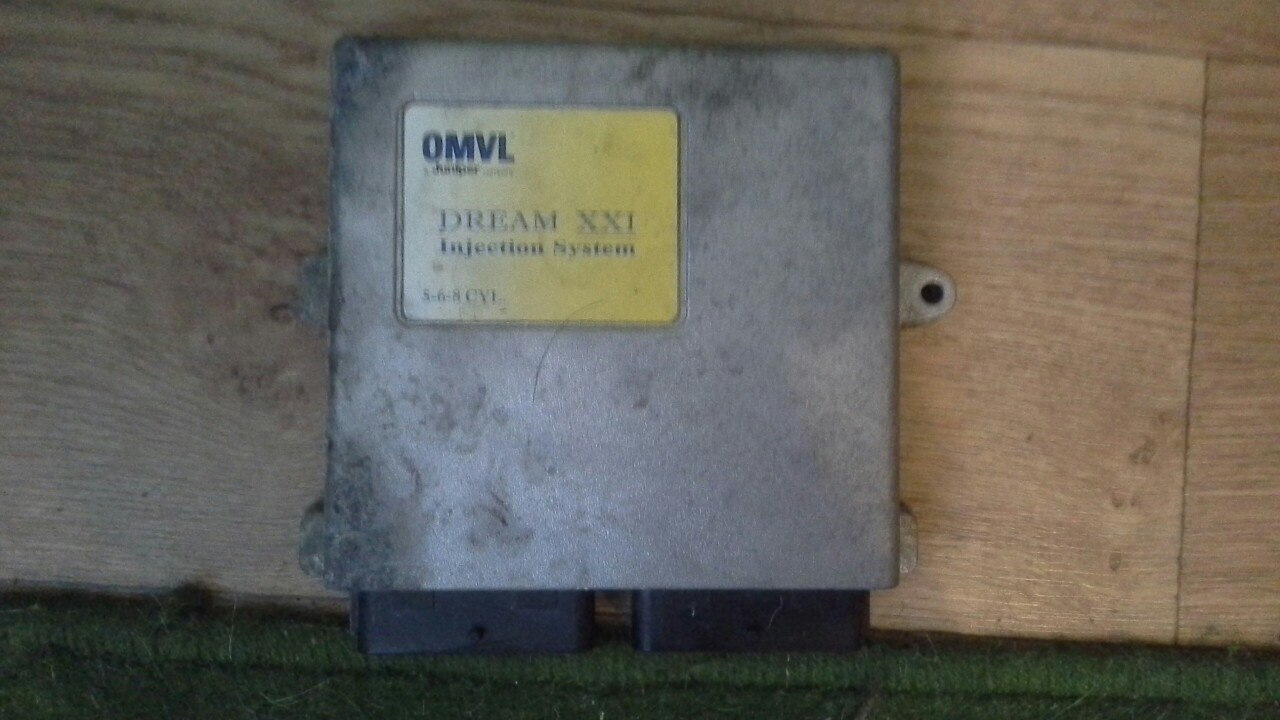 OMVL
DREAM XXI
Injection System
5-6-8 CYL.